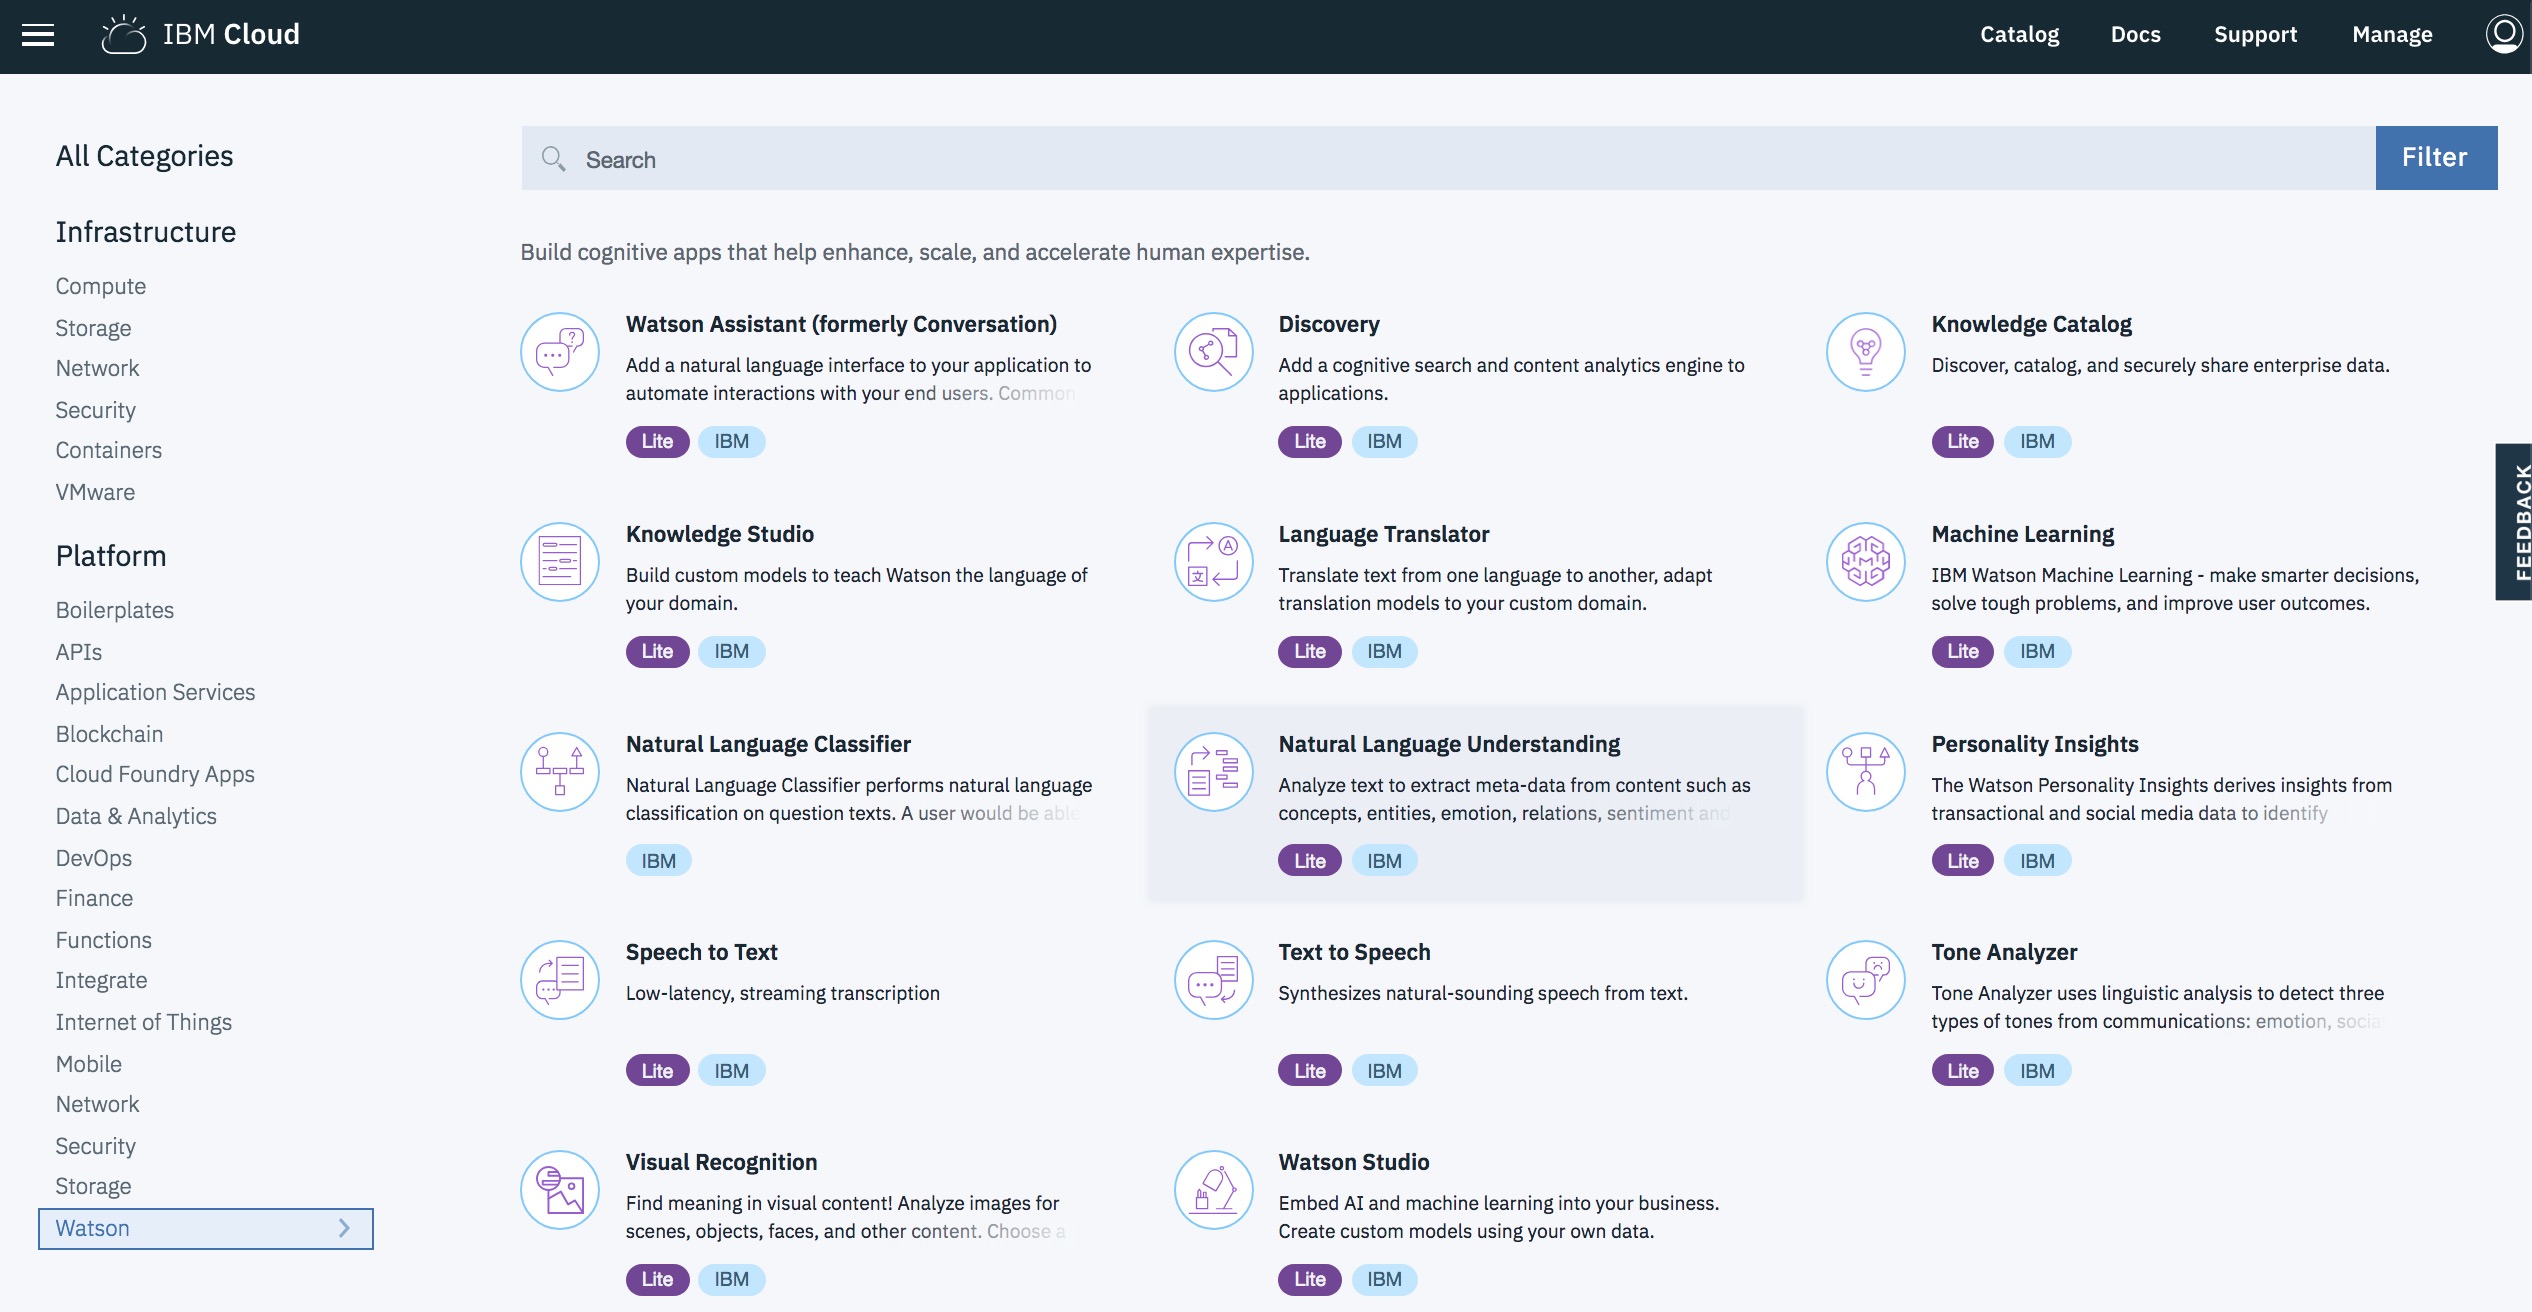 IBM Cloud
Catalog
Docs
Support
Manage
All Categories
Infrastructure
Compute
Storage
Network
Security
Containers
VMware
Platform
Boilerplates
APIs
Application Services
Blockchain
Cloud Foundry Apps
Data & Analytics
DevOps
Finance
Functions
Integrate
Internet of Things
Mobile
Network
Security
Storage
Watson
Search
Filter
Build cognitive apps that help enhance, scale, and accelerate human expertise.
Watson Assistant (formerly Conversation)
Add a natural language interface to your application to
automate interactions with your end users. Common
Lite IBM
Discovery
Add a cognitive search and content analytics engine to
applications.
Lite IBM
Knowledge Catalog
Discover, catalog, and securely share enterprise data.
Lite IBM
Knowledge Studio
Build custom models to teach Watson the language of
your domain.
Lite IBM
Language Translator
Translate text from one language to another, adapt
translation models to your custom domain.
Lite IBM
Machine Learning
IBM Watson Machine Learning - make smarter decisions,
solve tough problems, and improve user outcomes.
Lite IBM
Natural Language Classifier
Natural Language Classifier performs natural language
classification on question texts. A user would be able
IBM
Natural Language Understanding
Analyze text to extract meta-data from content such as
concepts, entities, emotion, relations, sentiment and
Lite IBM
Personality Insights
The Watson Personality Insights derives insights from
transactional and social media data to identify
Lite IBM
Speech to Text
Low-latency, streaming transcription
Lite IBM
Text to Speech
Synthesizes natural-sounding speech from text.
Lite IBM
Tone Analyzer
Tone Analyzer uses linguistic analysis to detect three
types of tones from communications: emotion, socia
Lite IBM
Visual Recognition
Find meaning in visual content! Analyze images for
scenes, objects, faces, and other content. Choose a
Lite IBM
Watson Studio
Embed AI and machine learning into your business.
Create custom models using your own data.
Lite IBM
FEEDBACK